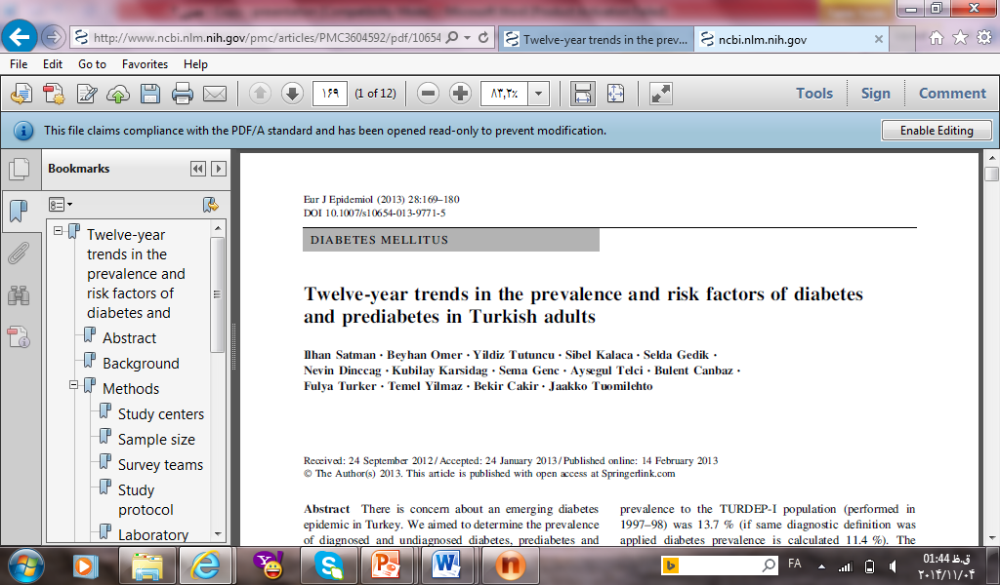 http://www.ncbi.nlm.nih.gov/pmc/articles/PMC3604592/pdf/10654
Twelve-year trends in the prev...
ncbi.nlm.nih.gov
File Edit Go to Favorites Help
۱۶۹ (1 of 12) ۸۳٫۲٪ Tools Sign Comment
This file claims compliance with the PDF/A standard and has been opened read-only to prevent modification. Enable Editing
Bookmarks
Twelve-year
trends in the
prevalence and
risk factors of
diabetes and
Abstract
Background
Methods
Study centers
Sample size
Survey teams
Study
protocol
Laboratory
Eur J Epidemiol (2013) 28:169–180
DOI 10.1007/s10654-013-9771-5
DIABETES MELLITUS
Twelve-year trends in the prevalence and risk factors of diabetes
and prediabetes in Turkish adults
Ilhan Satman · Beyhan Omer · Yildiz Tutuncu · Sibel Kalaca · Selda Gedik ·
Nevin Dinccag · Kubilay Karsidag · Sema Genc · Aysegul Telci · Bulent Canbaz ·
Fulya Turker · Temel Yilmaz · Bekir Cakir · Jaakko Tuomilehto
Received: 24 September 2012 / Accepted: 24 January 2013 / Published online: 14 February 2013
© The Author(s) 2013. This article is published with open access at Springerlink.com
Abstract There is concern about an emerging diabetes
epidemic in Turkey. We aimed to determine the prevalence
of diagnosed and undiagnosed diabetes, prediabetes and
prevalence to the TURDEP-I population (performed in
1997–98) was 13.7 % (if same diagnostic definition was
applied diabetes prevalence is calculated 11.4 %). The
FA
01:44 ق.ظ
۲۰۱۴/۱۱/۰۴